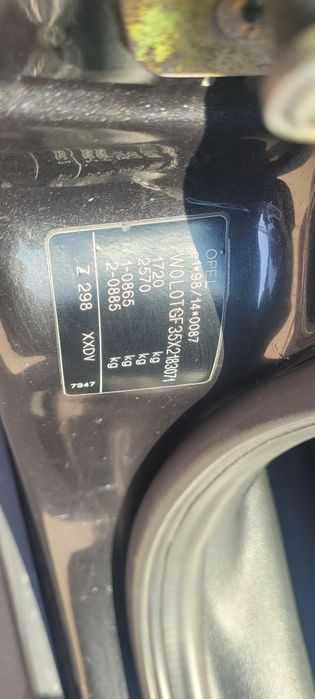 OPEL
e1*98/14*0087
W0L0TGF35X2183071
1720 kg
2570 kg
1-0865 kg
2-0885 kg
Z 298 XXDV
7947